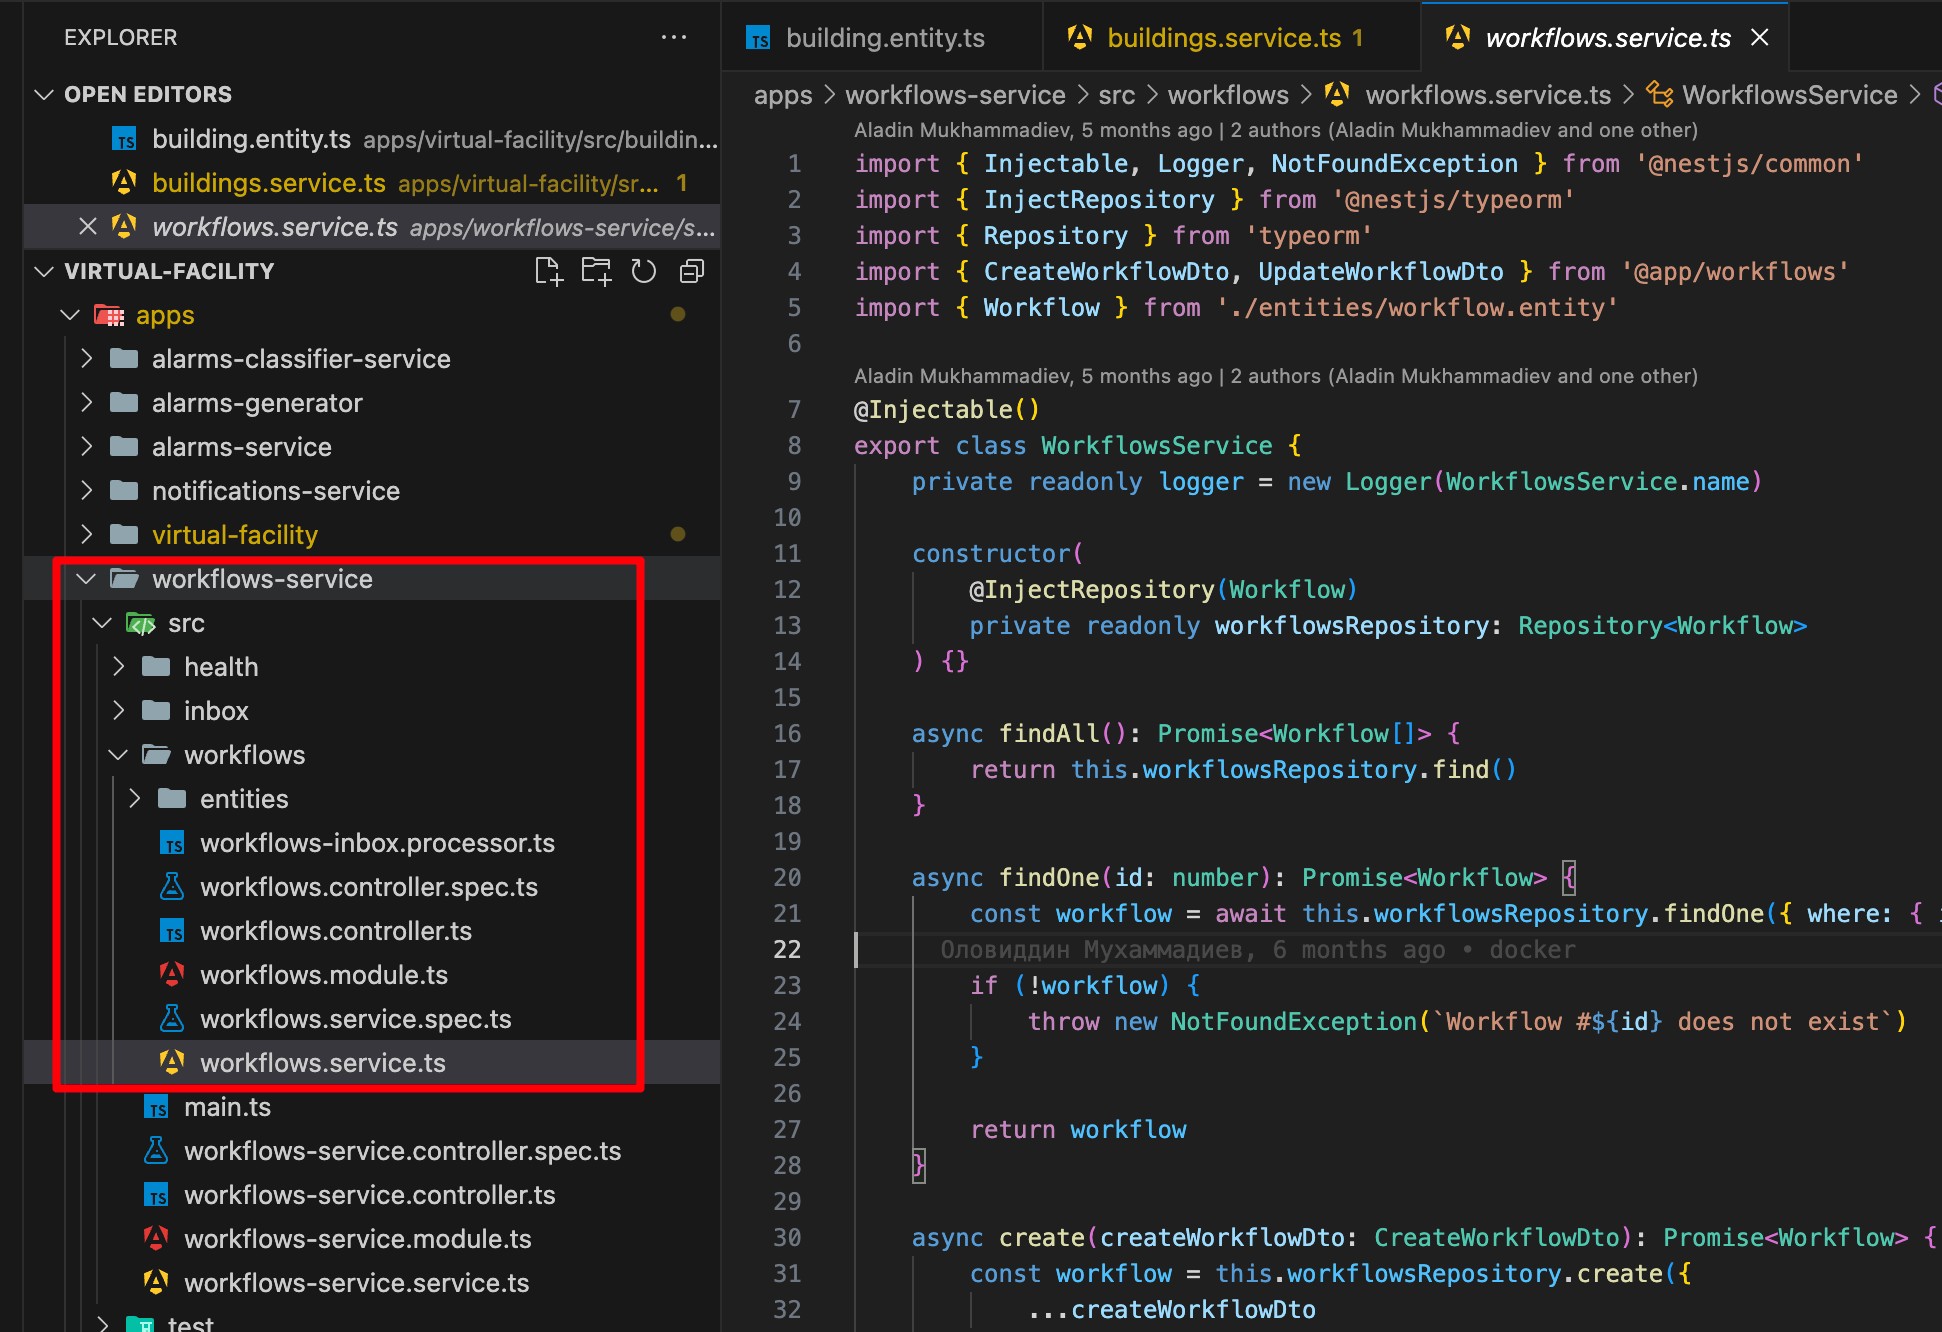 EXPLORER
OPEN EDITORS
building.entity.ts apps/virtual-facility/src/buildin...
buildings.service.ts apps/virtual-facility/sr... 1
workflows.service.ts apps/workflows-service/s...
VIRTUAL-FACILITY
apps
alarms-classifier-service
alarms-generator
alarms-service
notifications-service
virtual-facility
workflows-service
src
health
inbox
workflows
entities
workflows-inbox.processor.ts
workflows.controller.spec.ts
workflows.controller.ts
workflows.module.ts
workflows.service.spec.ts
workflows.service.ts
main.ts
workflows-service.controller.spec.ts
workflows-service.controller.ts
workflows-service.module.ts
workflows-service.service.ts
test
building.entity.ts buildings.service.ts 1 workflows.service.ts
apps > workflows-service > src > workflows > workflows.service.ts > WorkflowsService >
Aladin Mukhammadiev, 5 months ago | 2 authors (Aladin Mukhammadiev and one other)
1 import { Injectable, Logger, NotFoundException } from '@nestjs/common'
2 import { InjectRepository } from '@nestjs/typeorm'
3 import { Repository } from 'typeorm'
4 import { CreateWorkflowDto, UpdateWorkflowDto } from '@app/workflows'
5 import { Workflow } from './entities/workflow.entity'
6
Aladin Mukhammadiev, 5 months ago | 2 authors (Aladin Mukhammadiev and one other)
7 @Injectable()
8 export class WorkflowsService {
9 private readonly logger = new Logger(WorkflowsService.name)
10
11 constructor(
12 @InjectRepository(Workflow)
13 private readonly workflowsRepository: Repository<Workflow>
14 ) {}
15
16 async findAll(): Promise<Workflow[]> {
17 return this.workflowsRepository.find()
18 }
19
20 async findOne(id: number): Promise<Workflow> {
21 const workflow = await this.workflowsRepository.findOne({ where: {
22 Оловиддин Мухаммадиев, 6 months ago • docker
23 if (!workflow) {
24 throw new NotFoundException(`Workflow #${id} does not exist`)
25 }
26
27 return workflow
28 }
29
30 async create(createWorkflowDto: CreateWorkflowDto): Promise<Workflow> {
31 const workflow = this.workflowsRepository.create({
32 ...createWorkflowDto